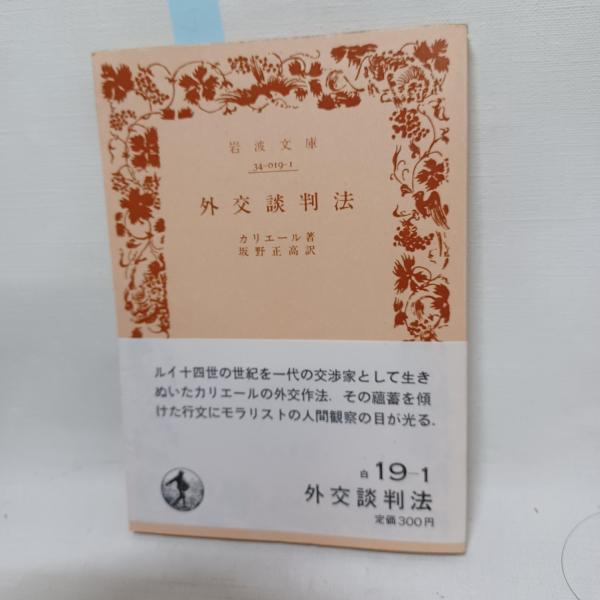 岩波文庫
34-019-1
外交談判法
カリエール著
坂野正高訳
ルイ十四世の世紀を一代の交渉家として生き
ぬいたカリエールの外交作法．その蘊蓄を傾
けた行文にモラリストの人間観察の目が光る．
白 19-1
外交談判法
定価300円